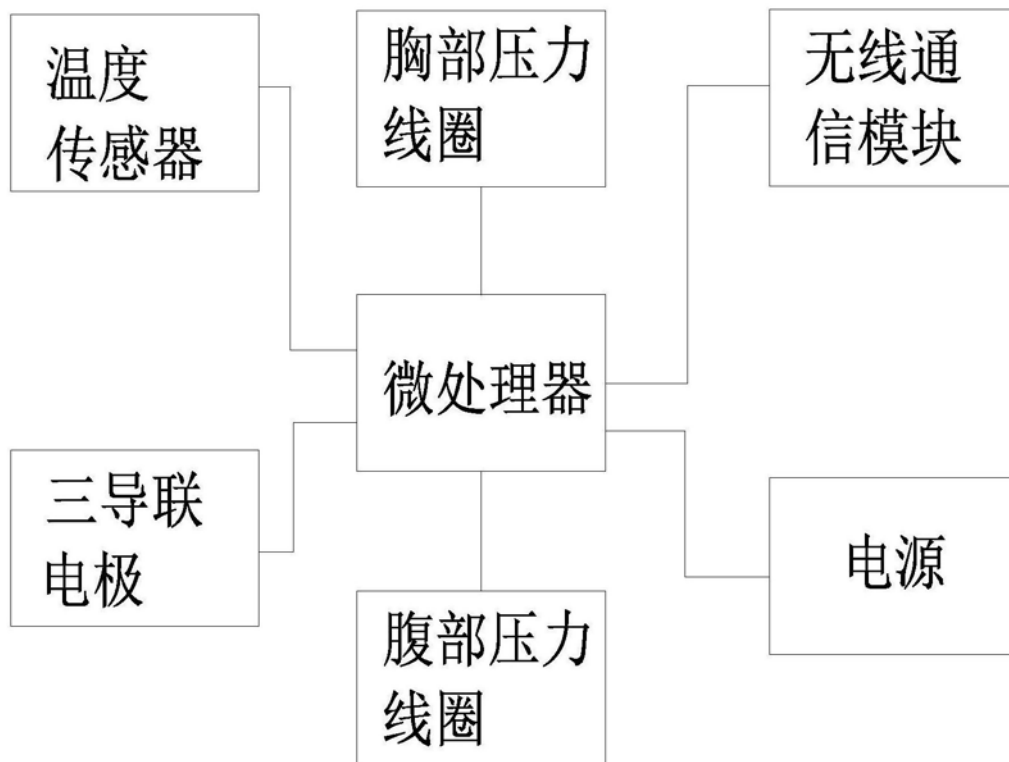 温度
传感器
胸部压力
线圈
无线通
信模块
微处理器
三导联
电极
腹部压力
线圈
电源